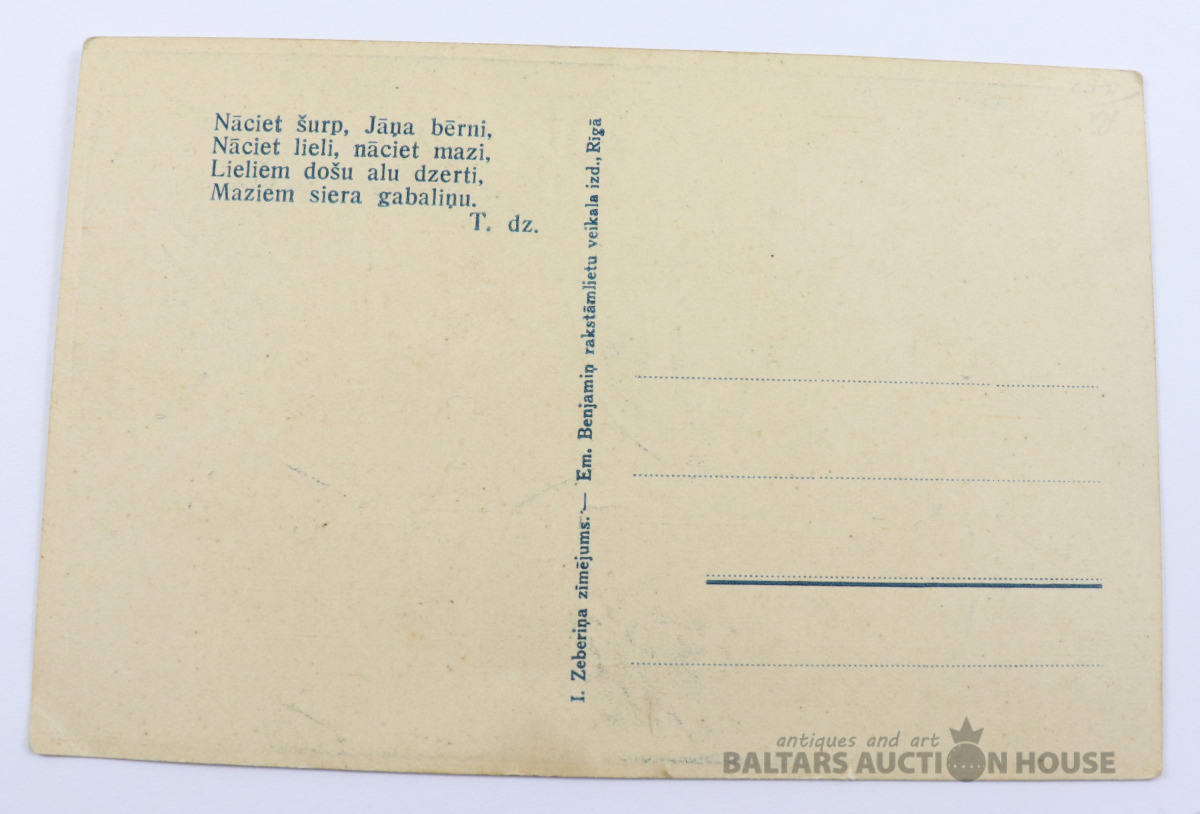 Nāciet šurp, Jāņa bērni,
Nāciet lieli, nāciet mazi,
Lieliem došu alu dzerti,
Maziem siera gabaliņu.
T. dz.
I. Zeberiņa zīmējums. — Em. Benjamiņ rakstāmlietu veikala izd., Rīgā
antiques and art
BALTARS AUCTION HOUSE